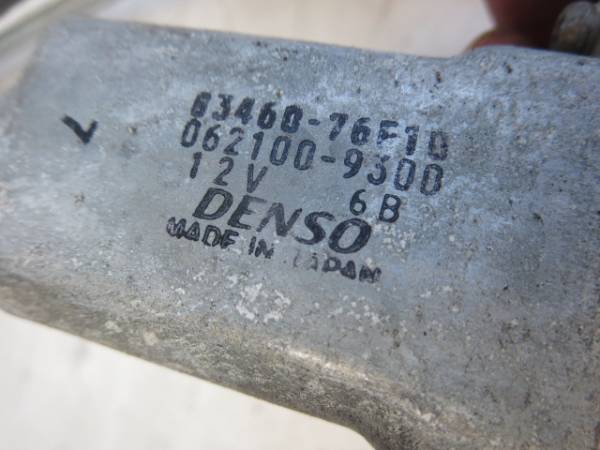 83460-76F10
062100-9300
12V 6B
DENSO
MADE IN JAPAN